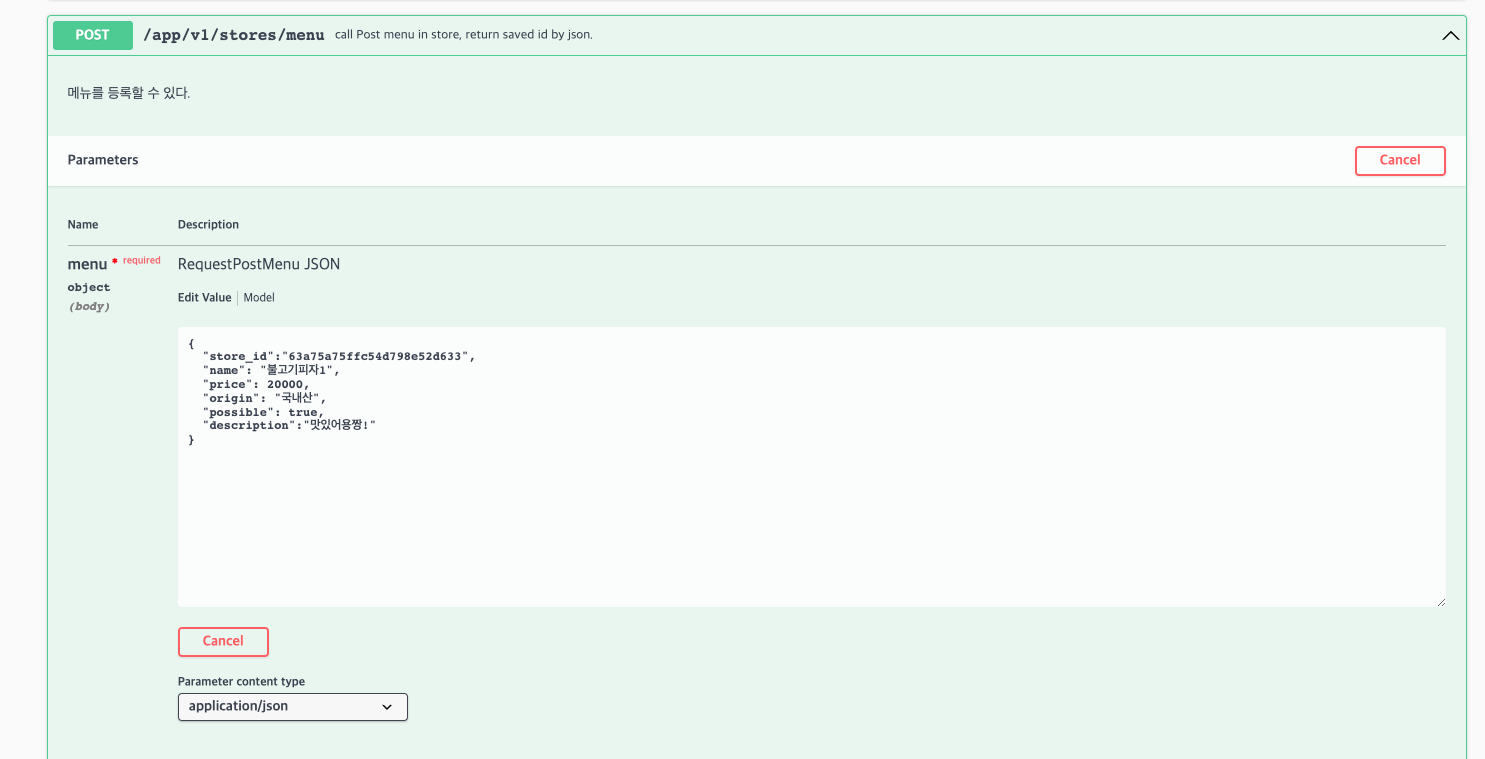 POST /app/v1/stores/menu call Post menu in store, return saved id by json.
메뉴를 등록할 수 있다.
Parameters Cancel
Name Description
menu * required RequestPostMenu JSON
object
(body)
Edit Value | Model
{
"store_id":"63a75a75ffc54d798e52d633",
"name": "불고기피자1",
"price": 20000,
"origin": "국내산",
"possible": true,
"description":"맛있어용짱!"
}
Cancel
Parameter content type
application/json